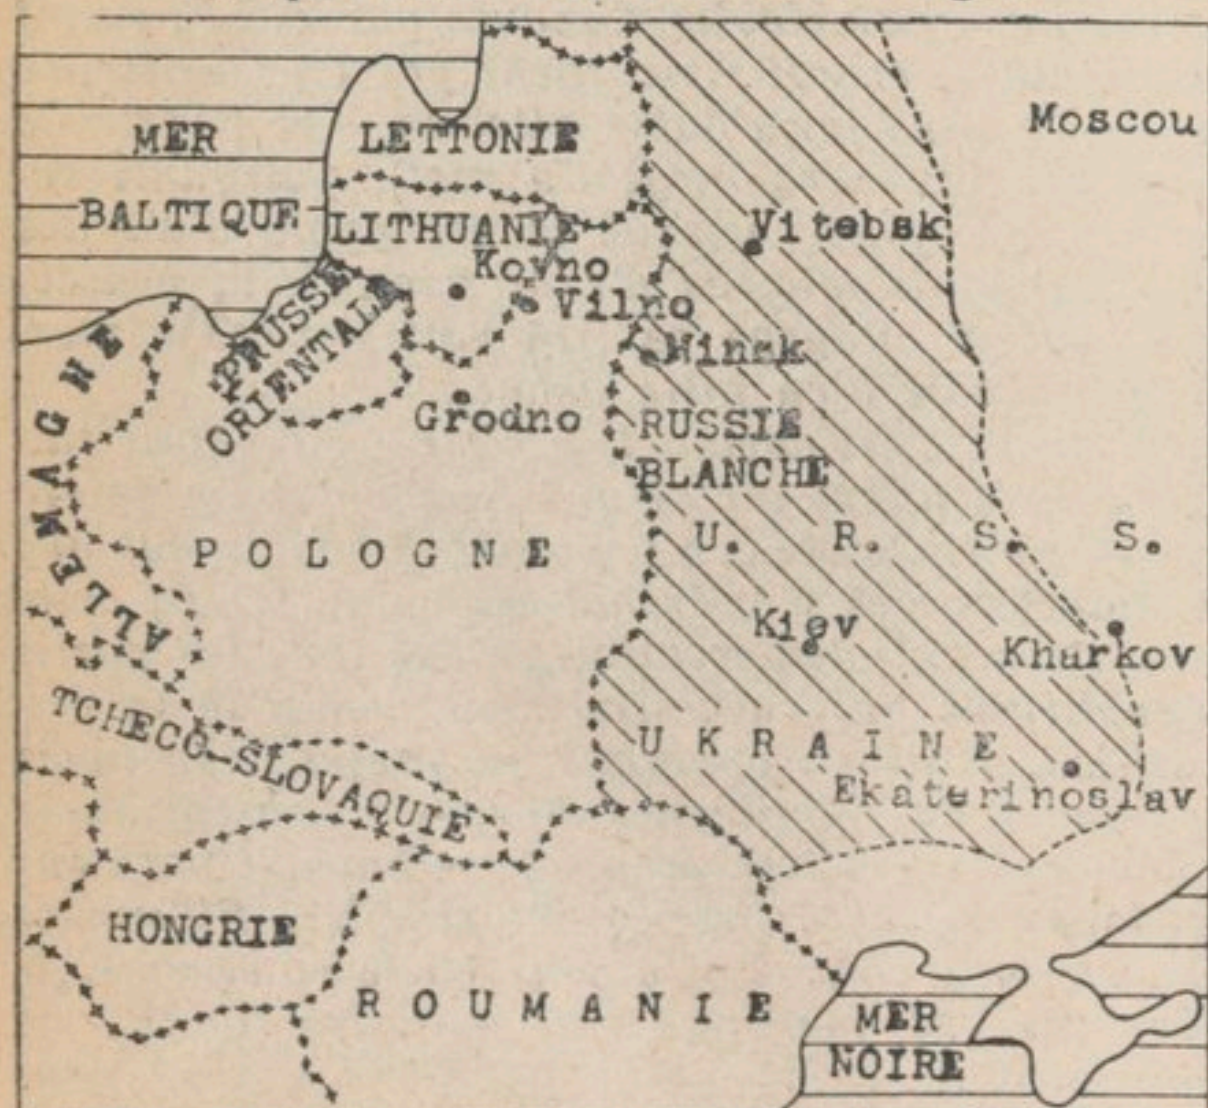 Moscou
MER
LETTONIE
BALTIQUE
LITHUANIE
Vitebsk
Kovno
Vilno
PRUSSE
ORIENTALE
Minsk
ALLEMAGNE
Grodno
RUSSIE
BLANCHE
POLOGNE
U. R. S. S.
Kiev
Kharkov
TCHECO-SLOVAQUIE
UKRAINE
Ekaterinoslav
HONGRIE
ROUMANIE
MER
NOIRE